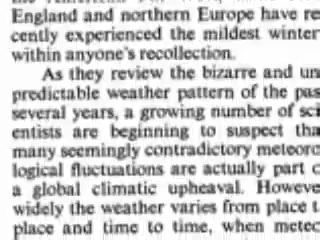 England and northern Europe have re
cently experienced the mildest winter
within anyone's recollection.
As they review the bizarre and un
predictable weather pattern of the pas
several years, a growing number of sci
entists are beginning to suspect tha
many seemingly contradictory meteoro
logical fluctuations are actually part o
a global climatic upheaval. Howeve
widely the weather varies from place t
place and time to time, when metec